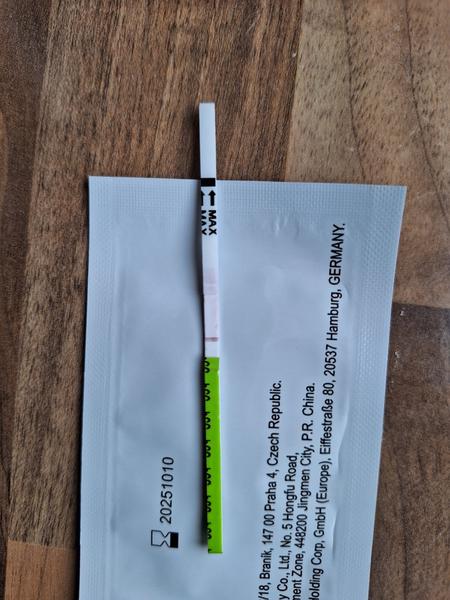 MAX
MAX
/18, Braník, 147 00 Praha 4, Czech Republic.
y Co., Ltd., No. 5 Hongfu Road,
ment Zone, 448200 Jingmen City, P.R. China.
Holding Corp, GmbH (Europe), Eiffestraße 80, 20537 Hamburg, GERMANY.
20251010